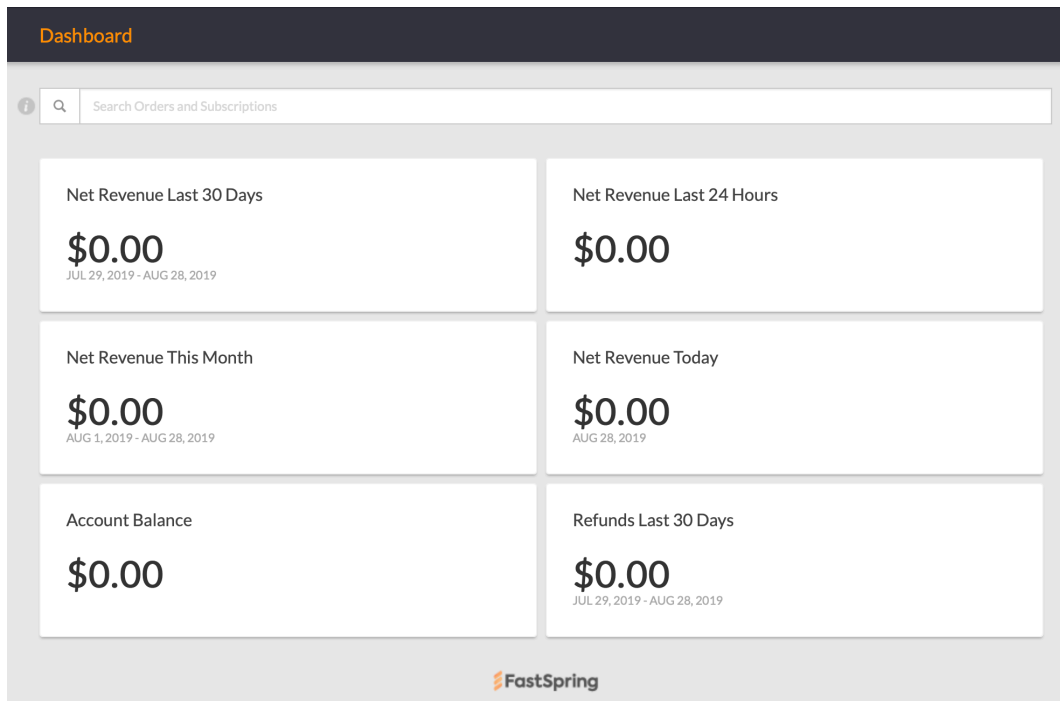 Dashboard
Search Orders and Subscriptions
Net Revenue Last 30 Days
$0.00
JUL 29, 2019 - AUG 28, 2019
Net Revenue Last 24 Hours
$0.00
Net Revenue This Month
$0.00
AUG 1, 2019 - AUG 28, 2019
Net Revenue Today
$0.00
AUG 28, 2019
Account Balance
$0.00
Refunds Last 30 Days
$0.00
JUL 29, 2019 - AUG 28, 2019
FastSpring